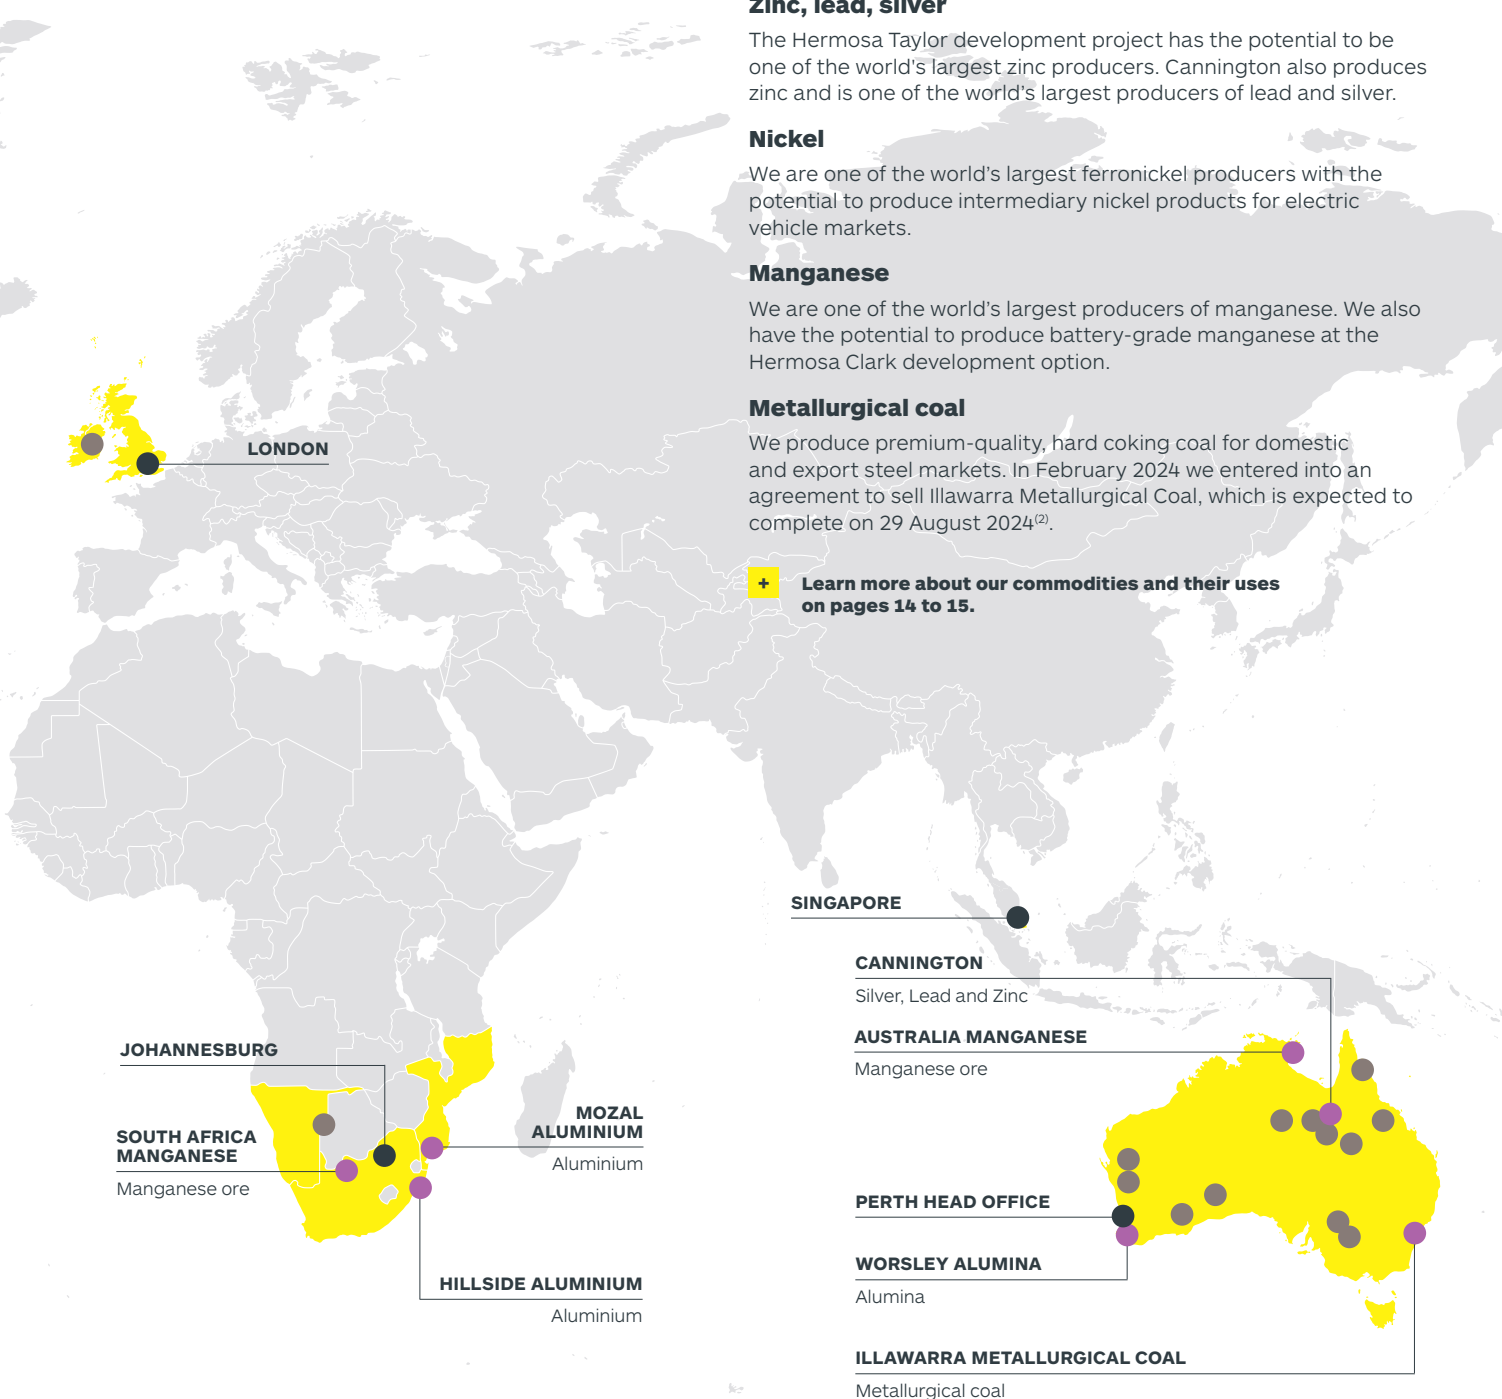 Zinc, lead, silver
The Hermosa Taylor development project has the potential to be
one of the world's largest zinc producers. Cannington also produces
zinc and is one of the world's largest producers of lead and silver.
Nickel
We are one of the world's largest ferronickel producers with the
potential to produce intermediary nickel products for electric
vehicle markets.
Manganese
We are one of the world's largest producers of manganese. We also
have the potential to produce battery-grade manganese at the
Hermosa Clark development option.
Metallurgical coal
We produce premium-quality, hard coking coal for domestic
and export steel markets. In February 2024 we entered into an
agreement to sell Illawarra Metallurgical Coal, which is expected to
complete on 29 August 2024(2).
+ Learn more about our commodities and their uses
on pages 14 to 15.
LONDON
JOHANNESBURG
SOUTH AFRICA
MANGANESE
Manganese ore
MOZAL
ALUMINIUM
Aluminium
HILLSIDE ALUMINIUM
Aluminium
SINGAPORE
CANNINGTON
Silver, Lead and Zinc
AUSTRALIA MANGANESE
Manganese ore
PERTH HEAD OFFICE
WORSLEY ALUMINA
Alumina
ILLAWARRA METALLURGICAL COAL
Metallurgical coal